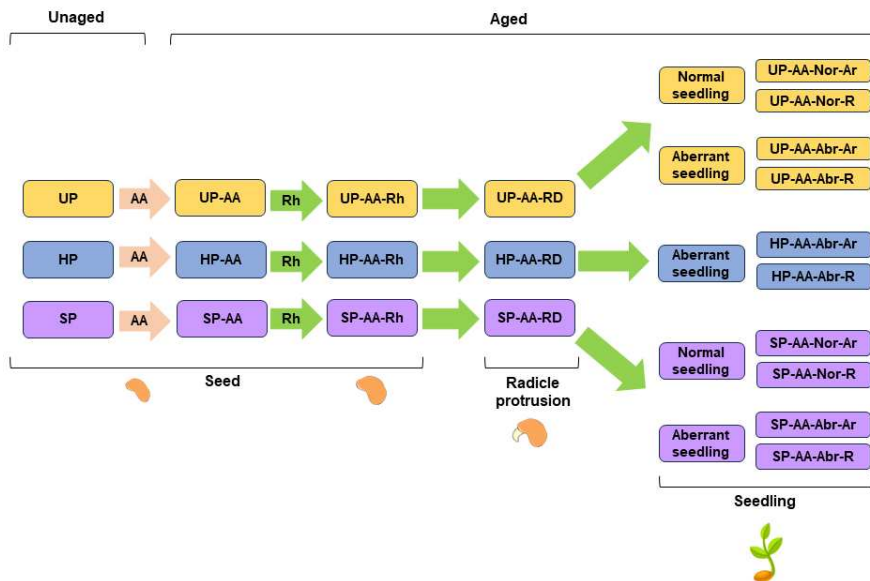 Unaged
Aged
Normal
seedling
UP-AA-Nor-Ar
UP-AA-Nor-R
Aberrant
seedling
UP-AA-Abr-Ar
UP-AA-Abr-R
UP
AA
UP-AA
Rh
UP-AA-Rh
UP-AA-RD
HP
AA
HP-AA
Rh
HP-AA-Rh
HP-AA-RD
Aberrant
seedling
HP-AA-Abr-Ar
HP-AA-Abr-R
SP
AA
SP-AA
Rh
SP-AA-Rh
SP-AA-RD
Normal
seedling
SP-AA-Nor-Ar
SP-AA-Nor-R
Aberrant
seedling
SP-AA-Abr-Ar
SP-AA-Abr-R
Seed
Radicle
protrusion
Seedling